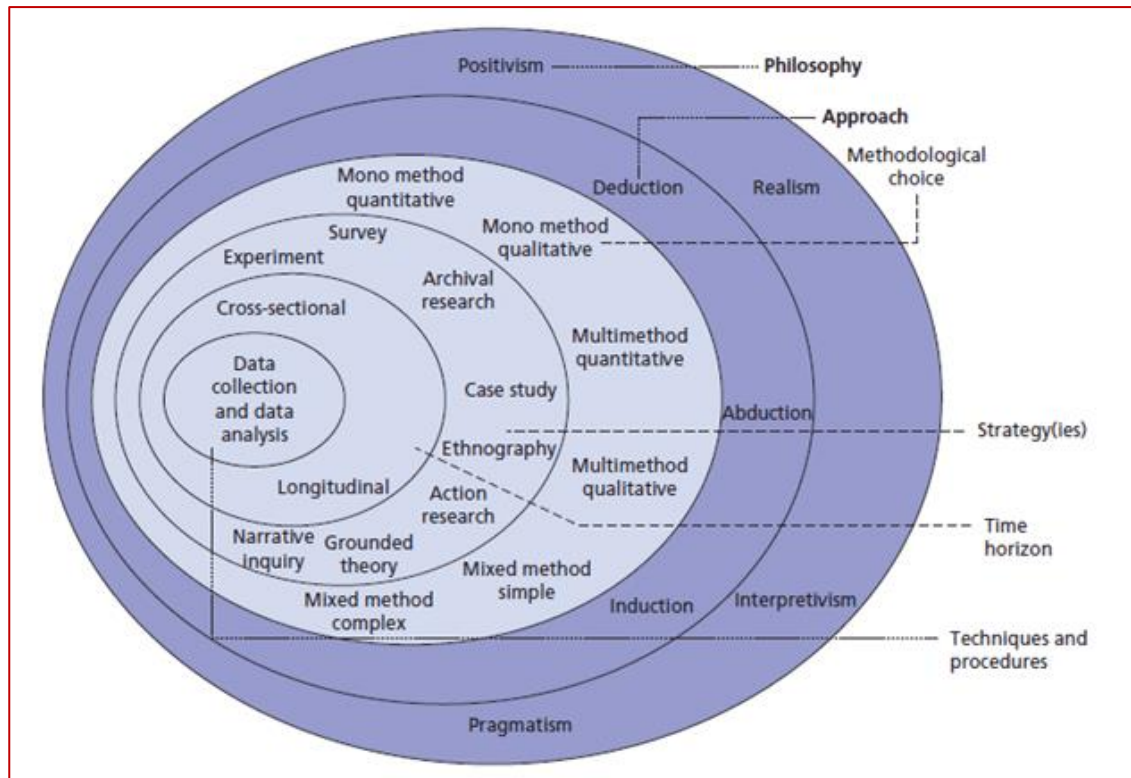 Positivism
Philosophy
Approach
Methodological
choice
Deduction
Realism
Mono method
quantitative
Mono method
qualitative
Survey
Experiment
Archival
research
Cross-sectional
Multimethod
quantitative
Data
collection
and data
analysis
Case study
Abduction
Strategy(ies)
Ethnography
Multimethod
qualitative
Longitudinal
Action
research
Time
horizon
Narrative
inquiry
Grounded
theory
Mixed method
simple
Mixed method
complex
Induction
Interpretivism
Techniques and
procedures
Pragmatism